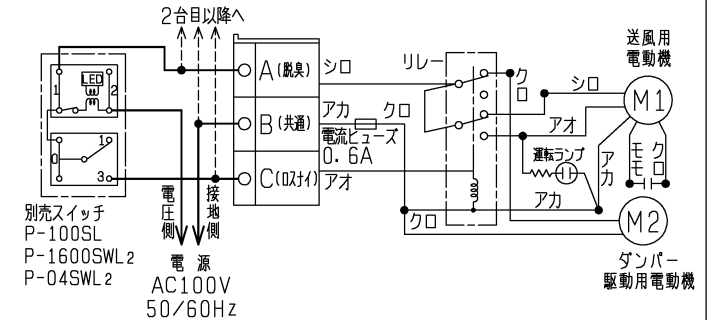 2台目以降へ
LED
1
2
0
1
3
別売スイッチ
P-100SL
P-1600SWL2
P-04SWL2
電圧側
接地側
電 源
AC100V
50/60Hz
A(脱臭)
B(共通)
C(ロスナイ)
シロ
アカ
クロ
電流ヒューズ
0.6A
アオ
リレー
クロ
クロ
シロ
アオ
運転ランプ
アカ
アカ
送風用
電動機
M1
モモ
クロ
M2
ダンパー
駆動用電動機